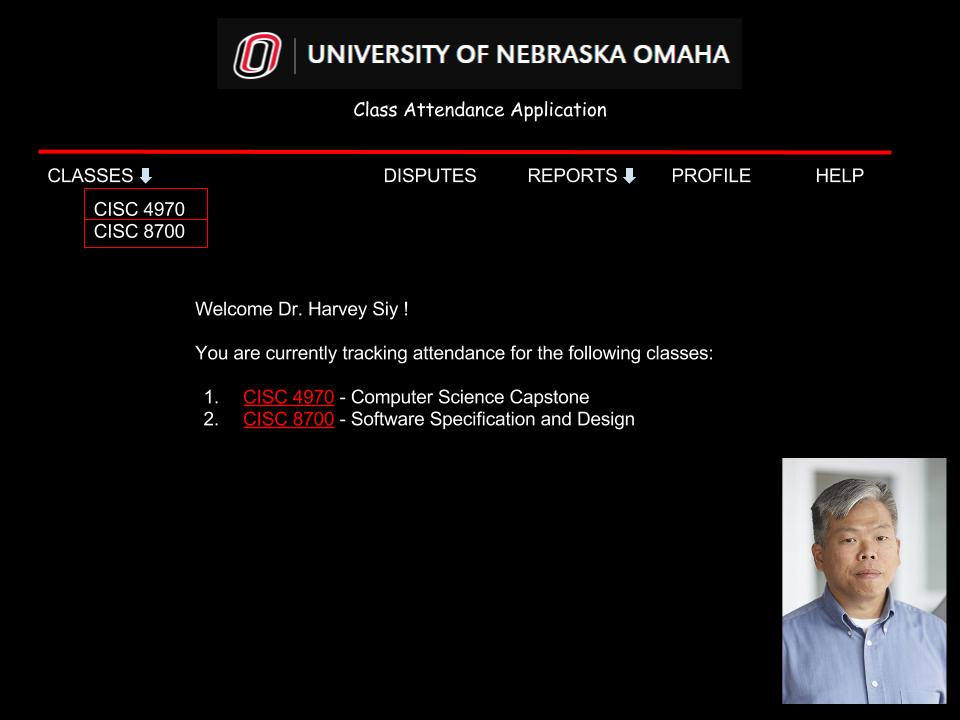 UNIVERSITY OF NEBRASKA OMAHA
Class Attendance Application
CLASSES DISPUTES REPORTS PROFILE HELP
CISC 4970
CISC 8700
Welcome Dr. Harvey Siy !
You are currently tracking attendance for the following classes:
1. CISC 4970 - Computer Science Capstone
2. CISC 8700 - Software Specification and Design